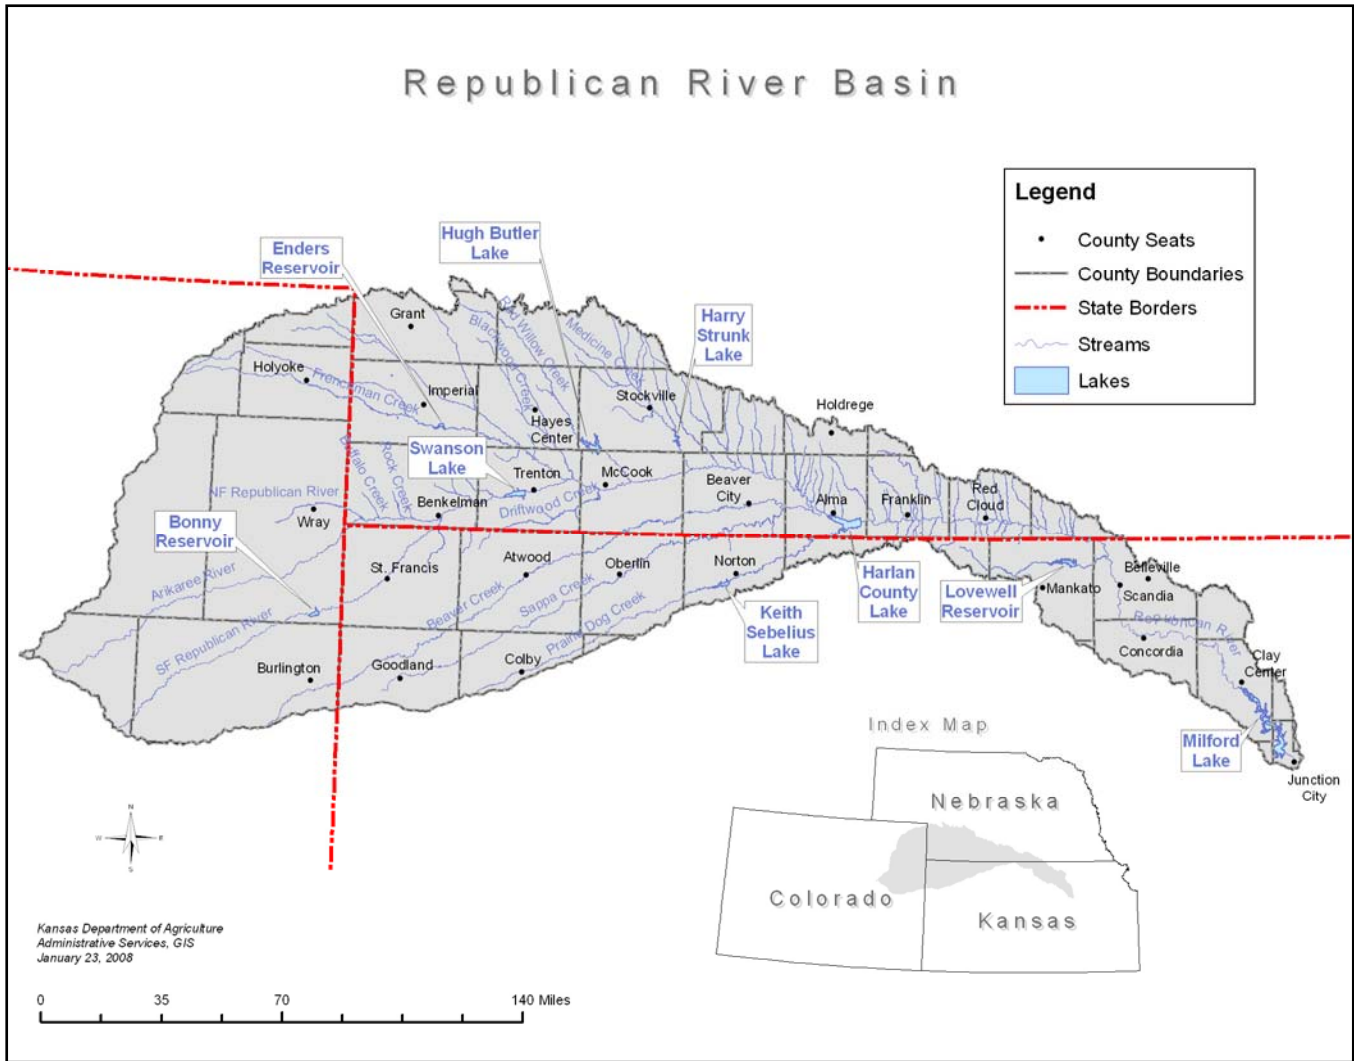 Republican River Basin
Legend
County Seats
County Boundaries
State Borders
Streams
Lakes
Hugh Butler
Lake
Enders
Reservoir
Harry
Strunk
Lake
Grant
Red Willow Creek
Blackwood Creek
Medicine Creek
Holyoke
Frenchman Creek
Imperial
Stockville
Hayes
Center
Holdrege
Swanson
Lake
Buffalo Creek
Rock Creek
Trenton
McCook
Beaver
City
Alma
Franklin
Red
Cloud
NF Republican River
Wray
Benkelman
Driftwood Creek
Bonny
Reservoir
Arikaree River
St. Francis
Atwood
Oberlin
Norton
Beaver Creek
Sappa Creek
Prairie Dog Creek
SF Republican River
Keith
Sebelius
Lake
Harlan
County
Lake
Lovewell
Reservoir
Mankato
Belleville
Scandia
Republican River
Concordia
Clay
Center
Burlington
Goodland
Colby
Milford
Lake
Junction
City
Index Map
Nebraska
Colorado
Kansas
N
W
E
S
Kansas Department of Agriculture
Administrative Services, GIS
January 23, 2008
0 35 70 140 Miles